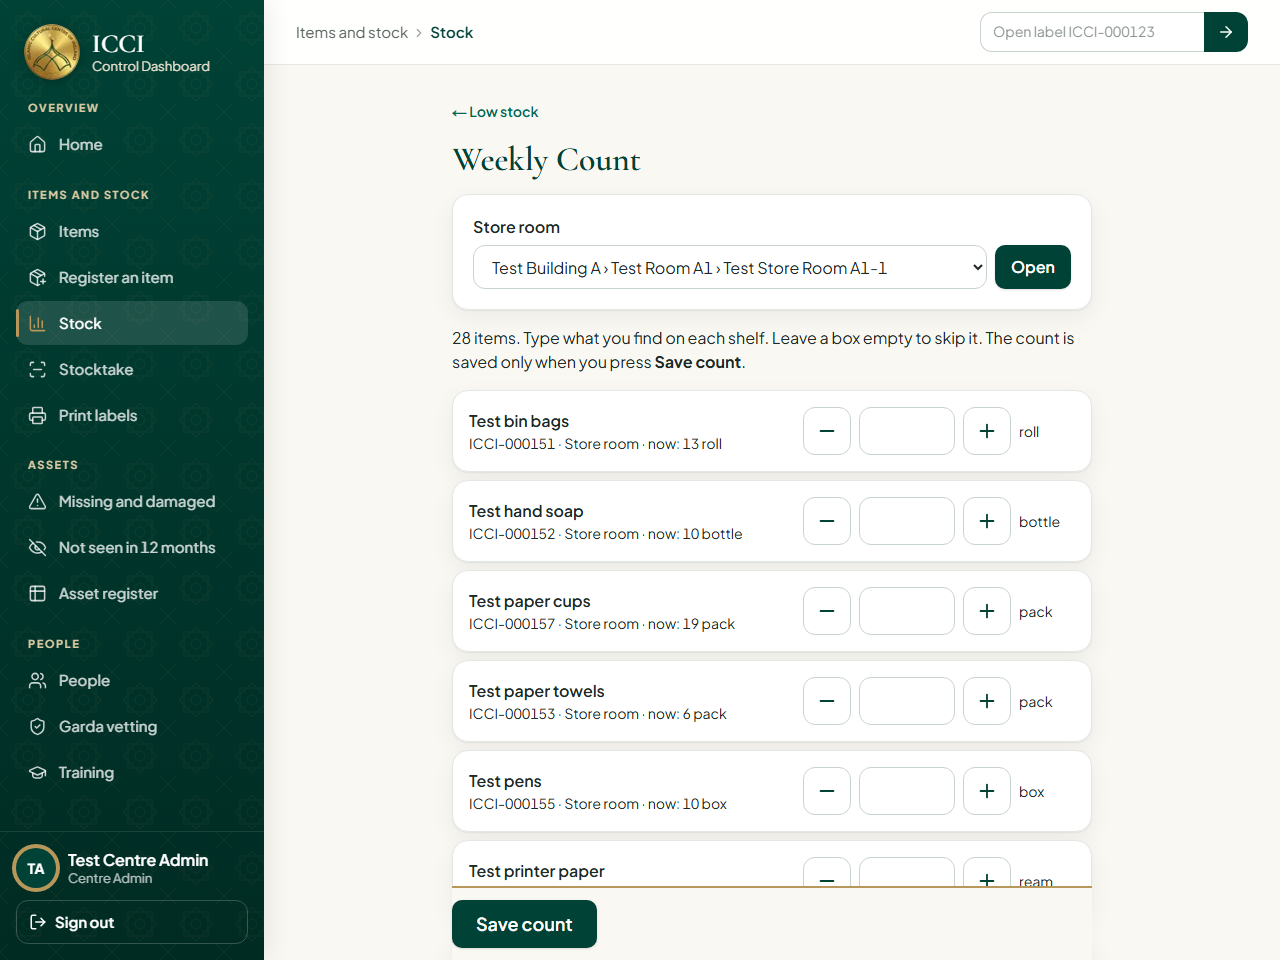 ICCI
Control Dashboard
OVERVIEW
Home
ITEMS AND STOCK
Items
Register an item
Stock
Stocktake
Print labels
ASSETS
Missing and damaged
Not seen in 12 months
Asset register
PEOPLE
People
Garda vetting
Training
TA
Test Centre Admin
Centre Admin
Sign out
Items and stock › Stock
Open label ICCI-000123
← Low stock
Weekly Count
Store room
Test Building A › Test Room A1 › Test Store Room A1-1
Open
28 items. Type what you find on each shelf. Leave a box empty to skip it. The count is
saved only when you press Save count.
Test bin bags
ICCI-000151 · Store room · now: 13 roll
roll
Test hand soap
ICCI-000152 · Store room · now: 10 bottle
bottle
Test paper cups
ICCI-000157 · Store room · now: 19 pack
pack
Test paper towels
ICCI-000153 · Store room · now: 6 pack
pack
Test pens
ICCI-000155 · Store room · now: 10 box
box
Test printer paper
ream
Save count